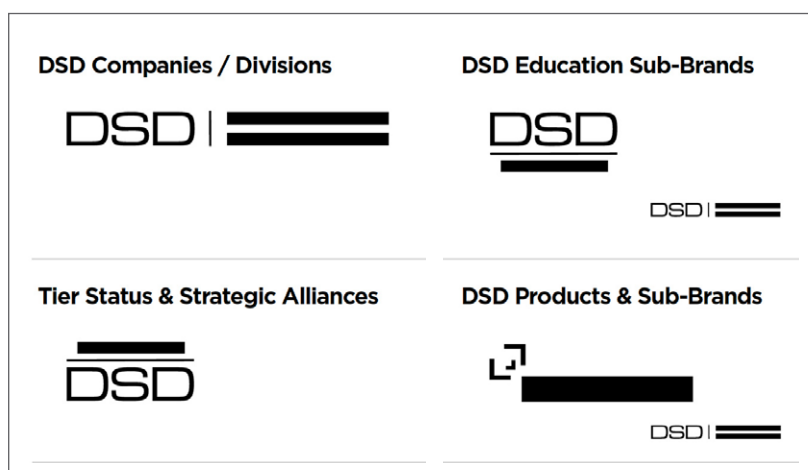 DSD Companies / Divisions
DSD
DSD Education Sub-Brands
DSD
DSD
Tier Status & Strategic Alliances
DSD
DSD Products & Sub-Brands
DSD